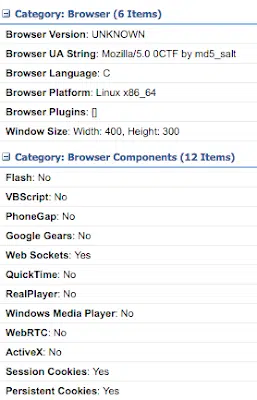 Category: Browser (6 Items)
Browser Version: UNKNOWN
Browser UA String: Mozilla/5.0 0CTF by md5_salt
Browser Language: C
Browser Platform: Linux x86_64
Browser Plugins: []
Window Size: Width: 400, Height: 300
Category: Browser Components (12 Items)
Flash: No
VBScript: No
PhoneGap: No
Google Gears: No
Web Sockets: Yes
QuickTime: No
RealPlayer: No
Windows Media Player: No
WebRTC: No
ActiveX: No
Session Cookies: Yes
Persistent Cookies: Yes